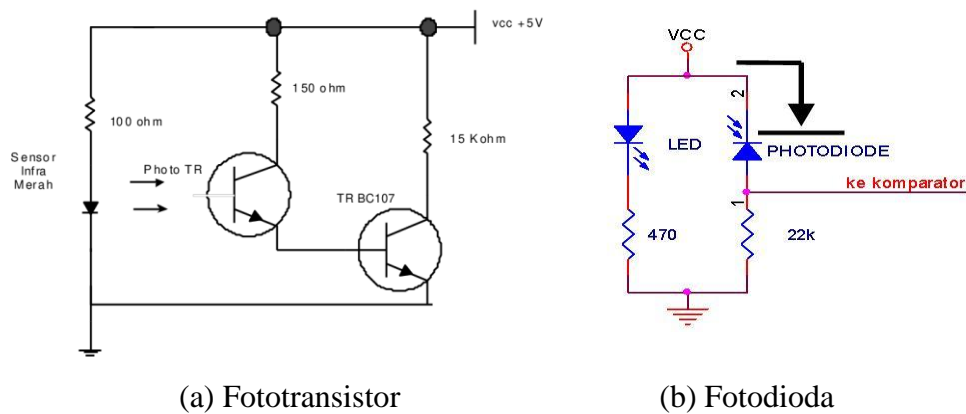 vcc +5V
150 ohm
100 ohm
15 Kohm
Sensor
Infra
Merah
Photo TR
TR BC107
VCC
2
LED
PHOTODIODE
ke komparator
1
470
22k
(a) Fototransistor
(b) Fotodioda